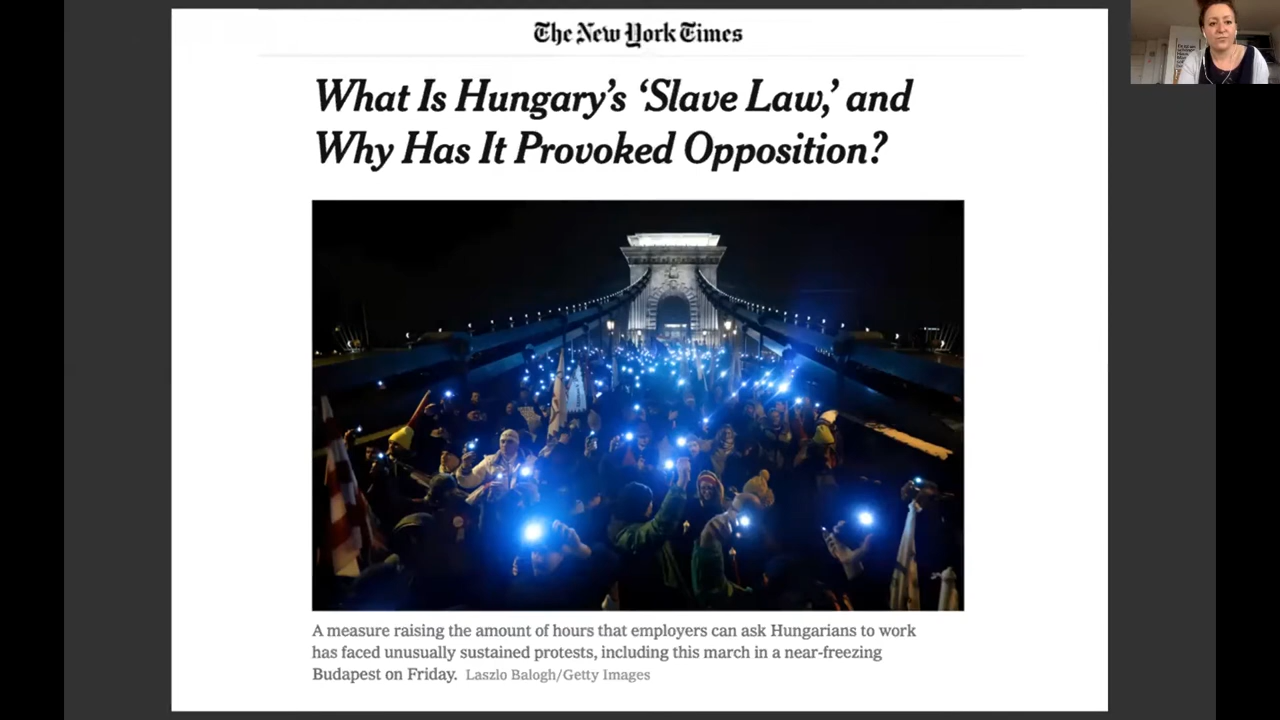 The New York Times
What Is Hungary's ‘Slave Law,’ and
Why Has It Provoked Opposition?
A measure raising the amount of hours that employers can ask Hungarians to work
has faced unusually sustained protests, including this march in a near-freezing
Budapest on Friday. Laszlo Balogh/Getty Images